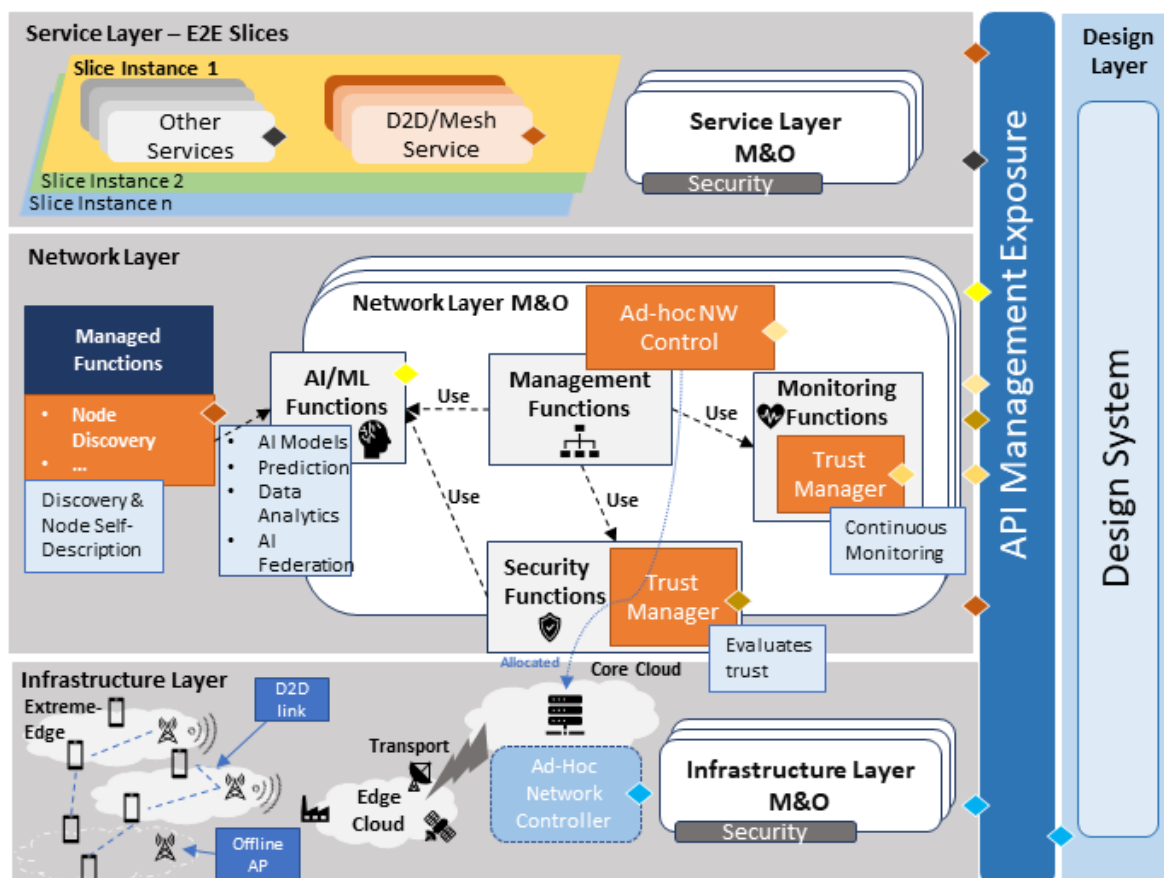 Service Layer – E2E Slices
Slice Instance 1
Other
Services
D2D/Mesh
Service
Slice Instance 2
Slice Instance n
Service Layer
M&O
Security
Network Layer
Managed
Functions
• Node
Discovery
• ...
Discovery &
Node Self-
Description
Network Layer M&O
Ad-hoc NW
Control
AI/ML
Functions
• AI Models
• Prediction
• Data
Analytics
• AI
Federation
Use
Management
Functions
Use
Monitoring
Functions
Trust
Manager
Continuous
Monitoring
Use
Use
Security
Functions
Trust
Manager
Evaluates
trust
Infrastructure Layer
Extreme-
Edge
D2D
link
Offline
AP
Transport
Edge
Cloud
Allocated
Core Cloud
Ad-Hoc
Network
Controller
Infrastructure Layer
M&O
Security
API Management Exposure
Design
Layer
Design System